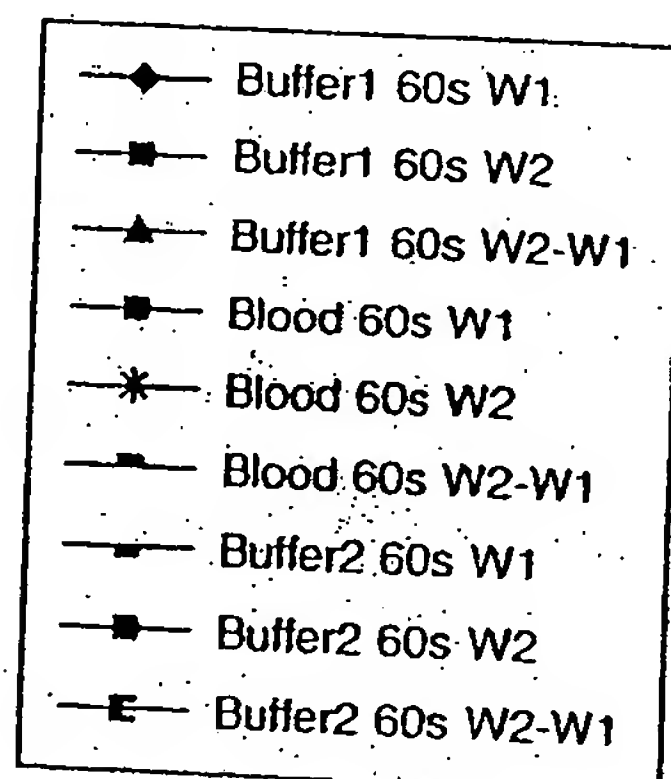 Buffer1 60s W1
Buffer1 60s W2
Buffer1 60s W2-W1
Blood 60s W1
Blood 60s W2
Blood 60s W2-W1
Buffer2 60s W1
Buffer2 60s W2
Buffer2 60s W2-W1